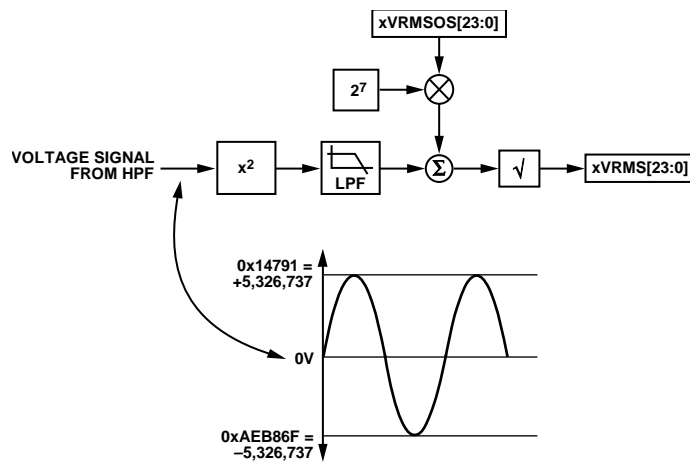 xVRMSOS[23:0]
2⁷
VOLTAGE SIGNAL
FROM HPF
x²
LPF
Σ
√
xVRMS[23:0]
0x14791 =
+5,326,737
0V
0xAEB86F =
–5,326,737